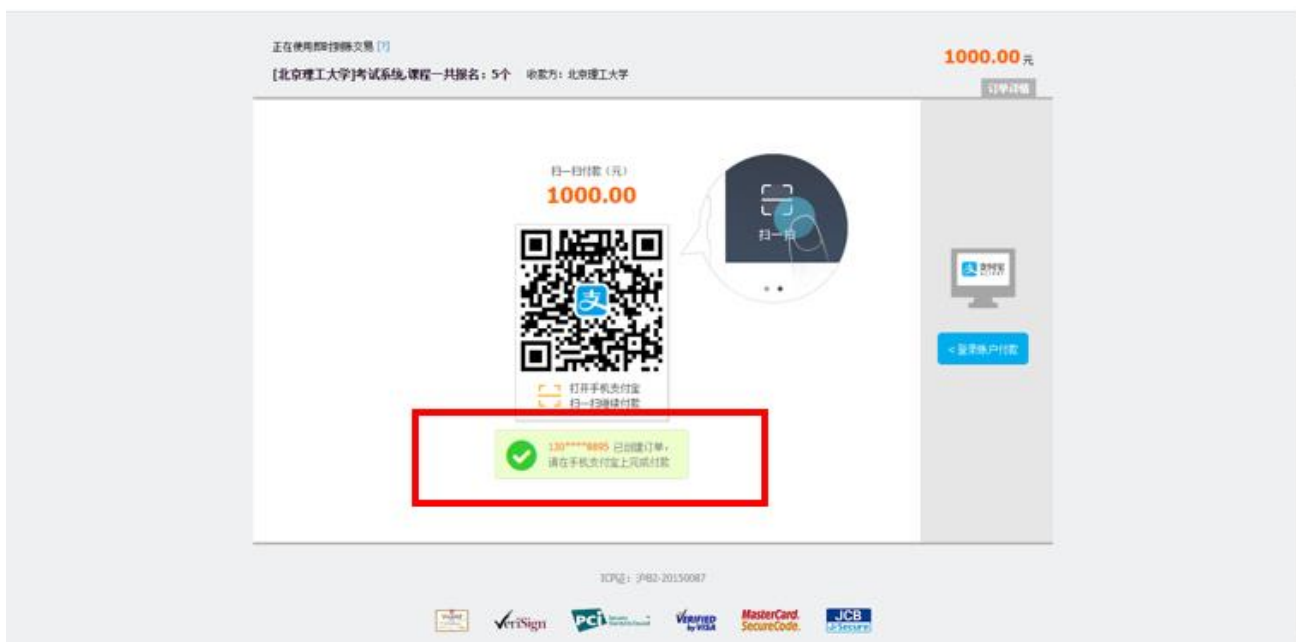 正在使用即时到账交易 [?]
[北京理工大学]考试系统,课程一共报名：5个 收款方：北京理工大学
1000.00 元
订单详情
扫一扫付款（元）
1000.00
扫一扫
支
打开手机支付宝
扫一扫继续付款
支付宝
<登录账户付款
130****8895 已创建订单，
请在手机支付宝上完成付款
ICP证：沪B2-20150087
VeriSign
PCI
VERIFIED
by VISA
MasterCard.
SecureCode.
JCB
J/Secure